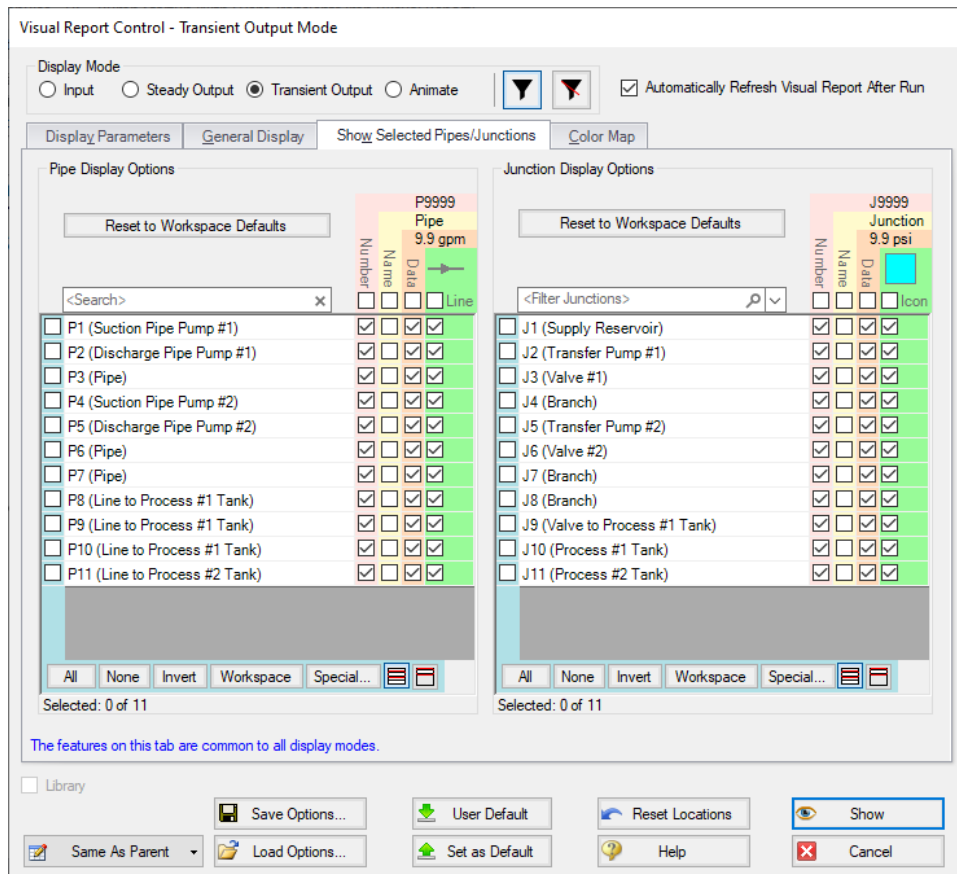 Visual Report Control - Transient Output Mode
Display Mode
Input Steady Output Transient Output Animate Automatically Refresh Visual Report After Run
Display Parameters General Display Show Selected Pipes/Junctions Color Map
Pipe Display Options
Reset to Workspace Defaults
P9999
Pipe
9.9 gpm
Number
Name
Data
Line
<Search>
P1 (Suction Pipe Pump #1)
P2 (Discharge Pipe Pump #1)
P3 (Pipe)
P4 (Suction Pipe Pump #2)
P5 (Discharge Pipe Pump #2)
P6 (Pipe)
P7 (Pipe)
P8 (Line to Process #1 Tank)
P9 (Line to Process #1 Tank)
P10 (Line to Process #1 Tank)
P11 (Line to Process #2 Tank)
All None Invert Workspace Special...
Selected: 0 of 11
Junction Display Options
Reset to Workspace Defaults
J9999
Junction
9.9 psi
Number
Name
Data
Icon
<Filter Junctions>
J1 (Supply Reservoir)
J2 (Transfer Pump #1)
J3 (Valve #1)
J4 (Branch)
J5 (Transfer Pump #2)
J6 (Valve #2)
J7 (Branch)
J8 (Branch)
J9 (Valve to Process #1 Tank)
J10 (Process #1 Tank)
J11 (Process #2 Tank)
All None Invert Workspace Special...
Selected: 0 of 11
The features on this tab are common to all display modes.
Library
Save Options... User Default Reset Locations Show
Same As Parent Load Options... Set as Default Help Cancel